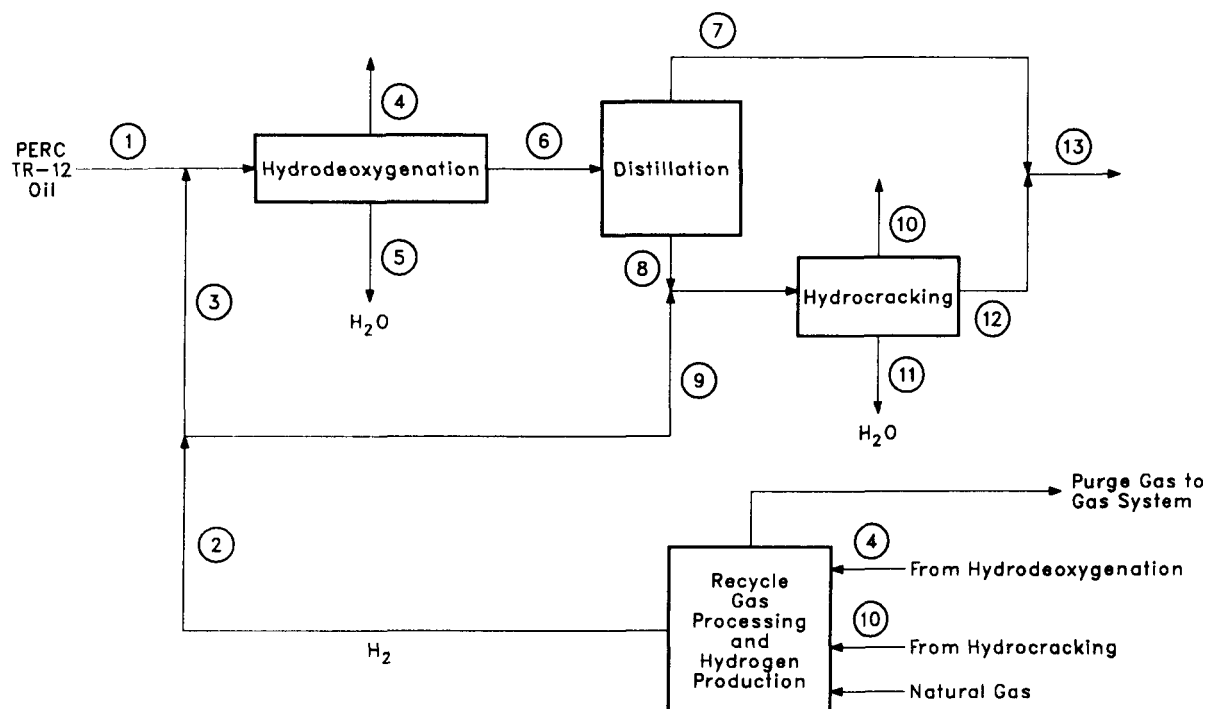 7
4
1
6
13
PERC
TR-12
Oil
Hydrodeoxygenation
Distillation
10
5
8
3
Hydrocracking
12
H2O
9
11
H2O
Purge Gas to
Gas System
2
4
Recycle
Gas
Processing
and
Hydrogen
Production
From Hydrodeoxygenation
10
H2
From Hydrocracking
Natural Gas